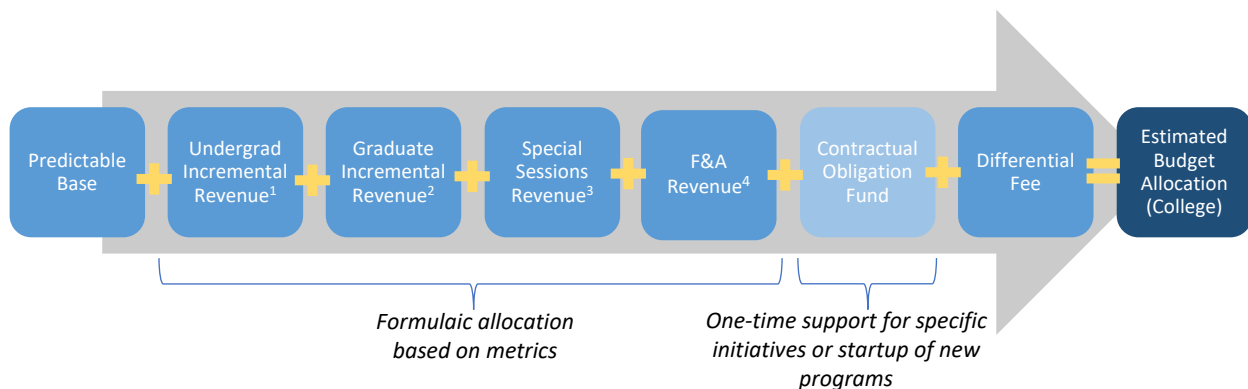 Predictable
Base
Undergrad
Incremental
Revenue1
Graduate
Incremental
Revenue2
Special
Sessions
Revenue3
F&A
Revenue4
Contractual
Obligation
Fund
Differential
Fee
Estimated
Budget
Allocation
(College)
Formulaic allocation
based on metrics
One-time support for specific
initiatives or startup of new
programs